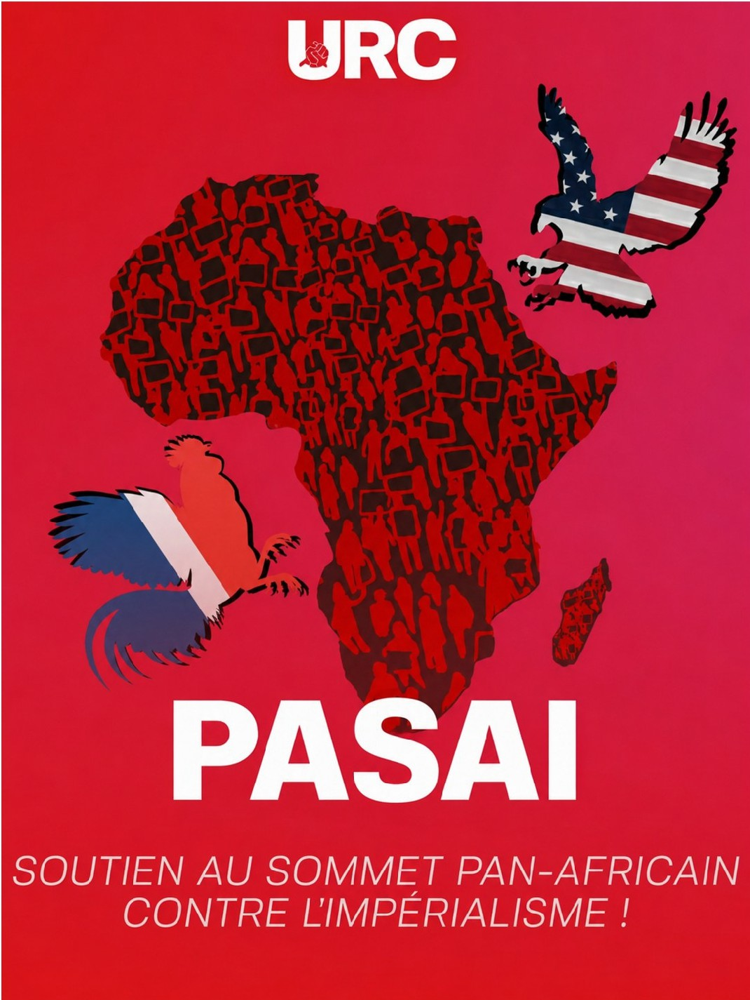 URC
PASAI
SOUTIEN AU SOMMET PAN-AFRICAIN
CONTRE L'IMPÉRIALISME !